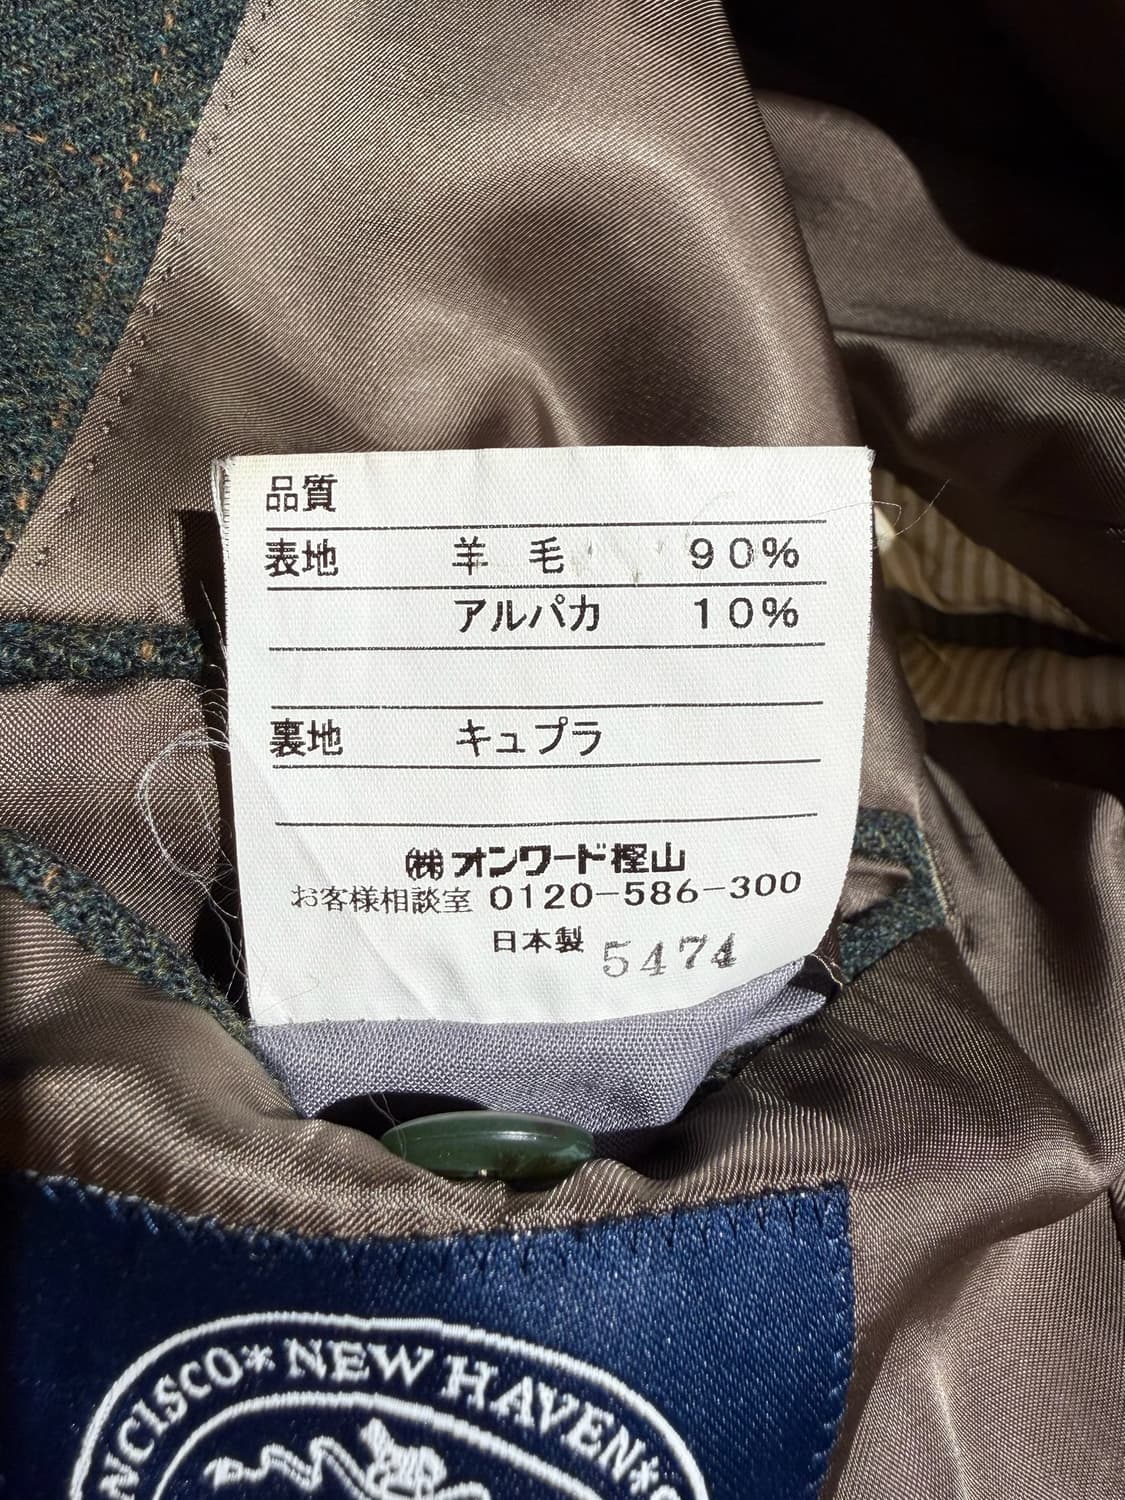 品質
表地 羊 毛 90%
アルパカ 10%
裏地 キュプラ
㈱オンワード樫山
お客様相談室 0120-586-300
日本製 5474
NCISCO * NEW HAVEN *